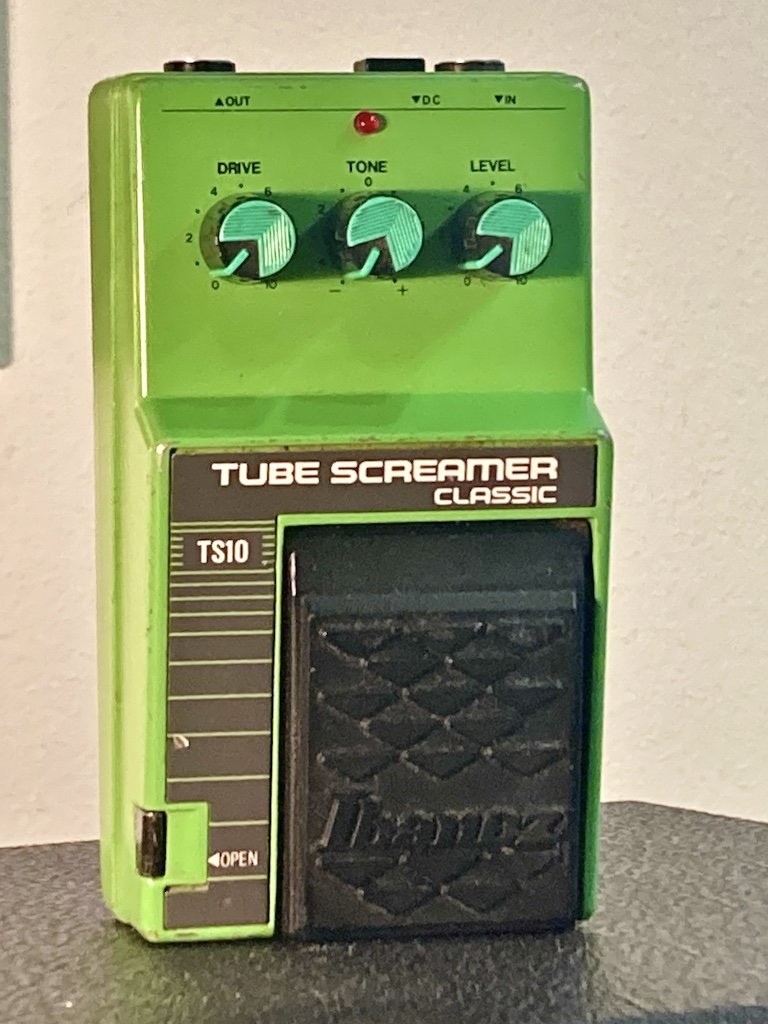 ▲OUT ▼DC ▼IN
DRIVE TONE LEVEL
4 6 0 4 6
2 2
0 10 − + 0 10
TUBE SCREAMER
CLASSIC
TS10
Ibanez
◀OPEN